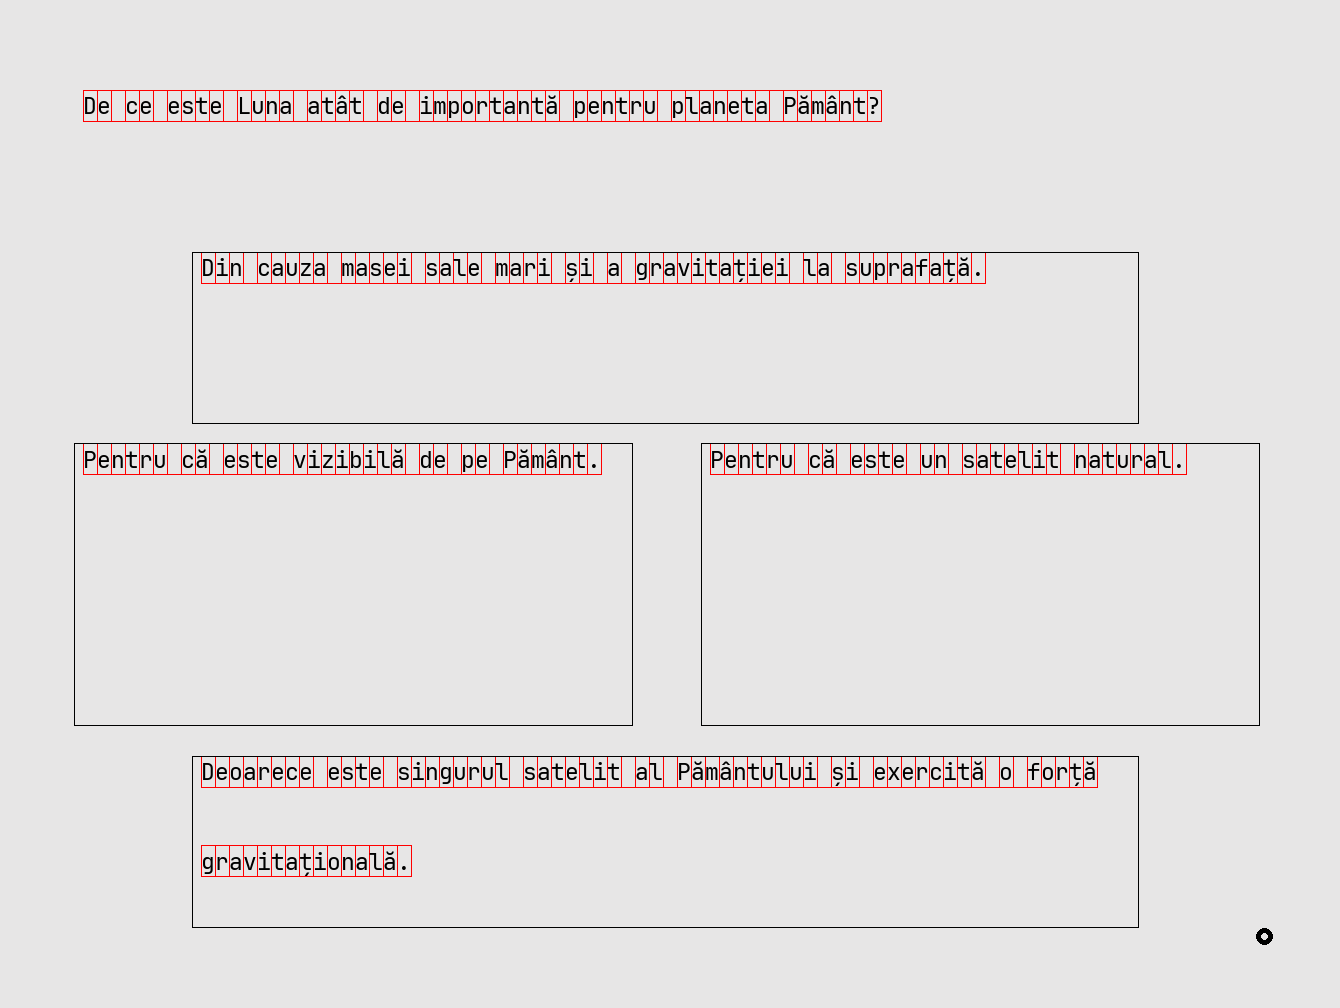 De ce este Luna atât de importantă pentru planeta Pământ?
Din cauza masei sale mari și a gravitației la suprafață.
Pentru că este vizibilă de pe Pământ.
Pentru că este un satelit natural.
Deoarece este singurul satelit al Pământului și exercită o forță
gravitațională.